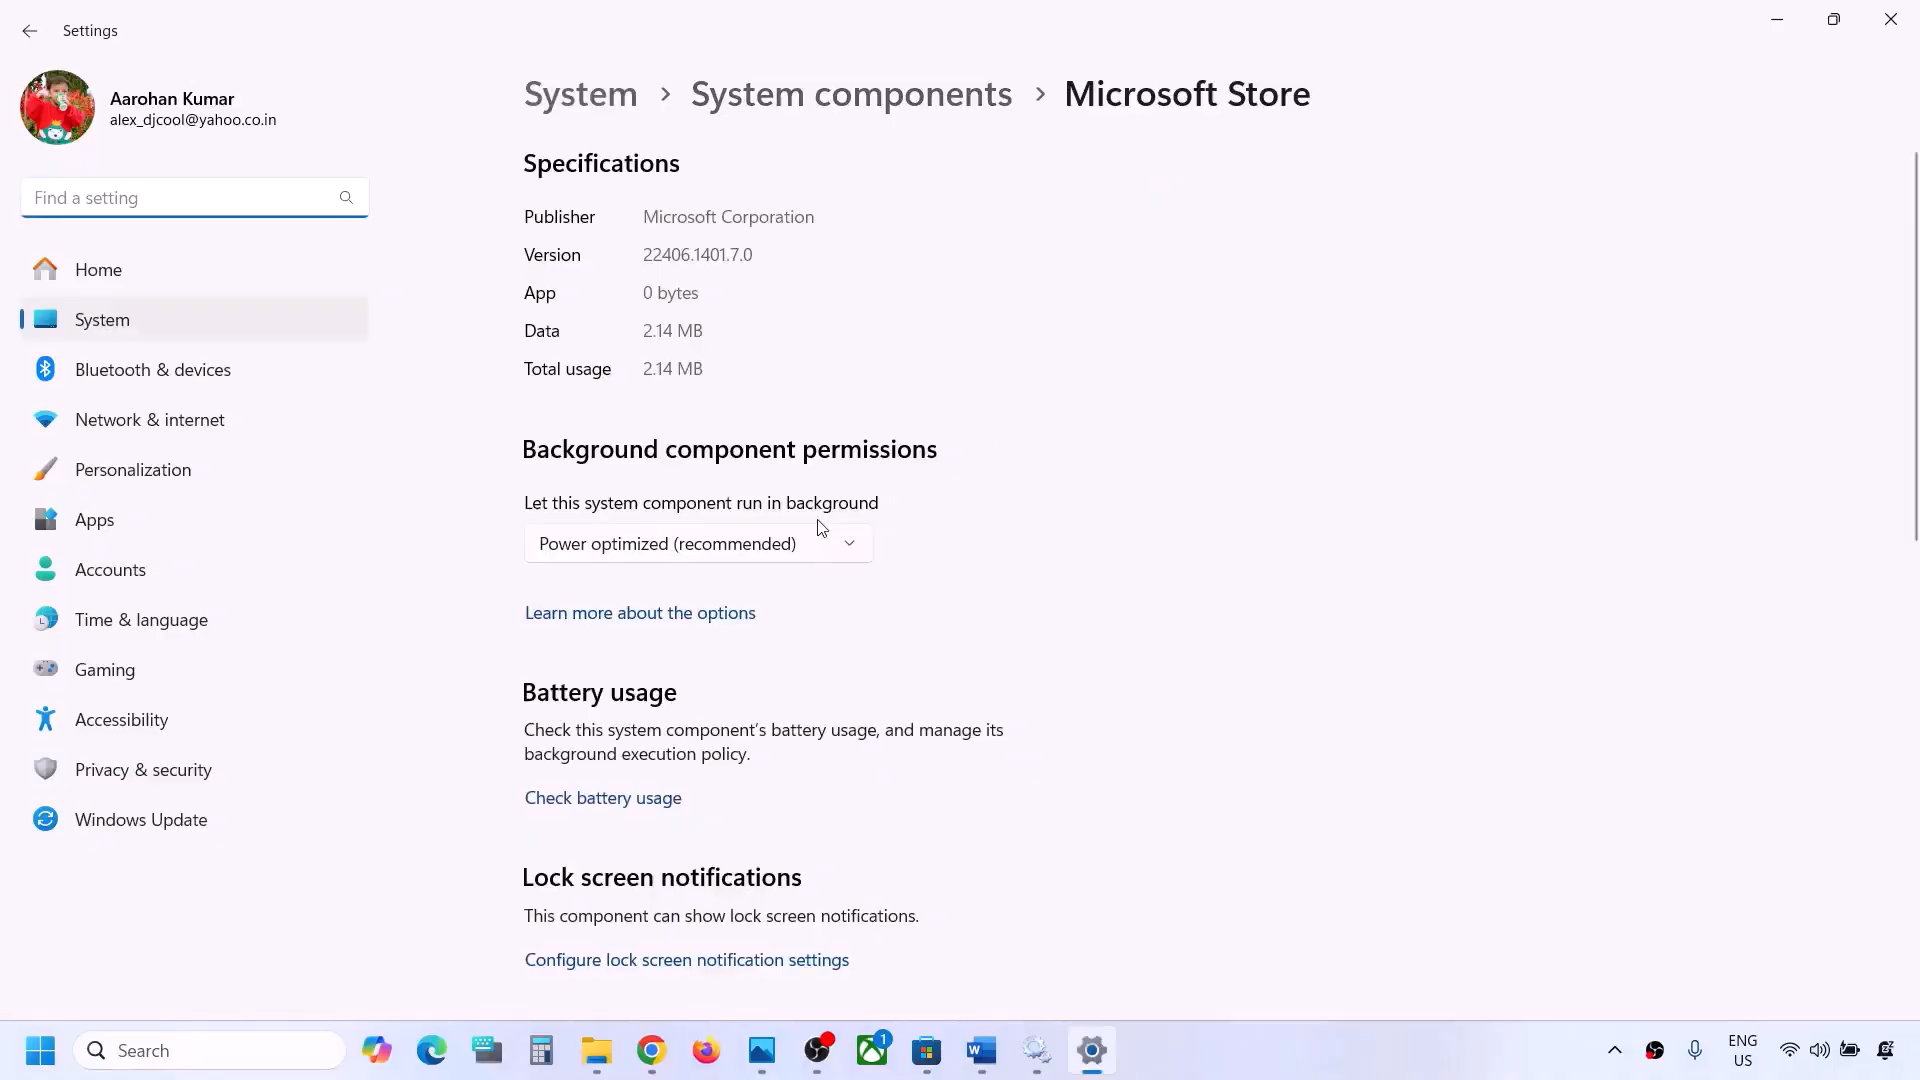 Settings
Aarohan Kumar
alex_djcool@yahoo.co.in
Find a setting
Home
System
Bluetooth & devices
Network & internet
Personalization
Apps
Accounts
Time & language
Gaming
Accessibility
Privacy & security
Windows Update
System > System components > Microsoft Store
Specifications
Publisher Microsoft Corporation
Version 22406.1401.7.0
App 0 bytes
Data 2.14 MB
Total usage 2.14 MB
Background component permissions
Let this system component run in background
Power optimized (recommended)
Learn more about the options
Battery usage
Check this system component's battery usage, and manage its
background execution policy.
Check battery usage
Lock screen notifications
This component can show lock screen notifications.
Configure lock screen notification settings
Search
1
ENG
US